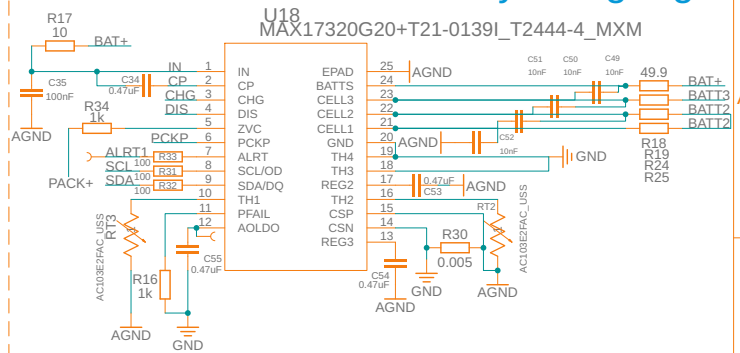 U18
MAX17320G20+T21-0139I_T2444-4_MXM
R17
10
BAT+
C35
100nF
AGND
R34
1k
PACK+
C34
0.47uF
IN
CP
CHG
DIS
PCKP
ALRT1
SCL
SDA
R33
100
R31
100
R32
100
1 IN
2 CP
3 CHG
4 DIS
5 ZVC
6 PCKP
7 ALRT
8 SCL/OD
9 SDA/DQ
10 TH1
11 PFAIL
12 AOLDO
EPAD 25
BATTS 24
CELL3 23
CELL2 22
CELL1 21
GND 20
TH4 19
TH3 18
REG2 17
TH2 16
CSP 15
CSN 14
REG3 13
AGND
C51
10nF
C50
10nF
C49
10nF
C52
10nF
AGND
49.9
BAT+
BATT3
BATT2
BATT2
R18
R19
R24
R25
GND
0.47uF
C53
AGND
RT2
AC103E2FAC_USS
R30
0.005
GND
AGND
C54
0.47uF
AGND
RT3
AC103E2FAC_USS
AGND
R16
1k
C55
0.47uF
GND